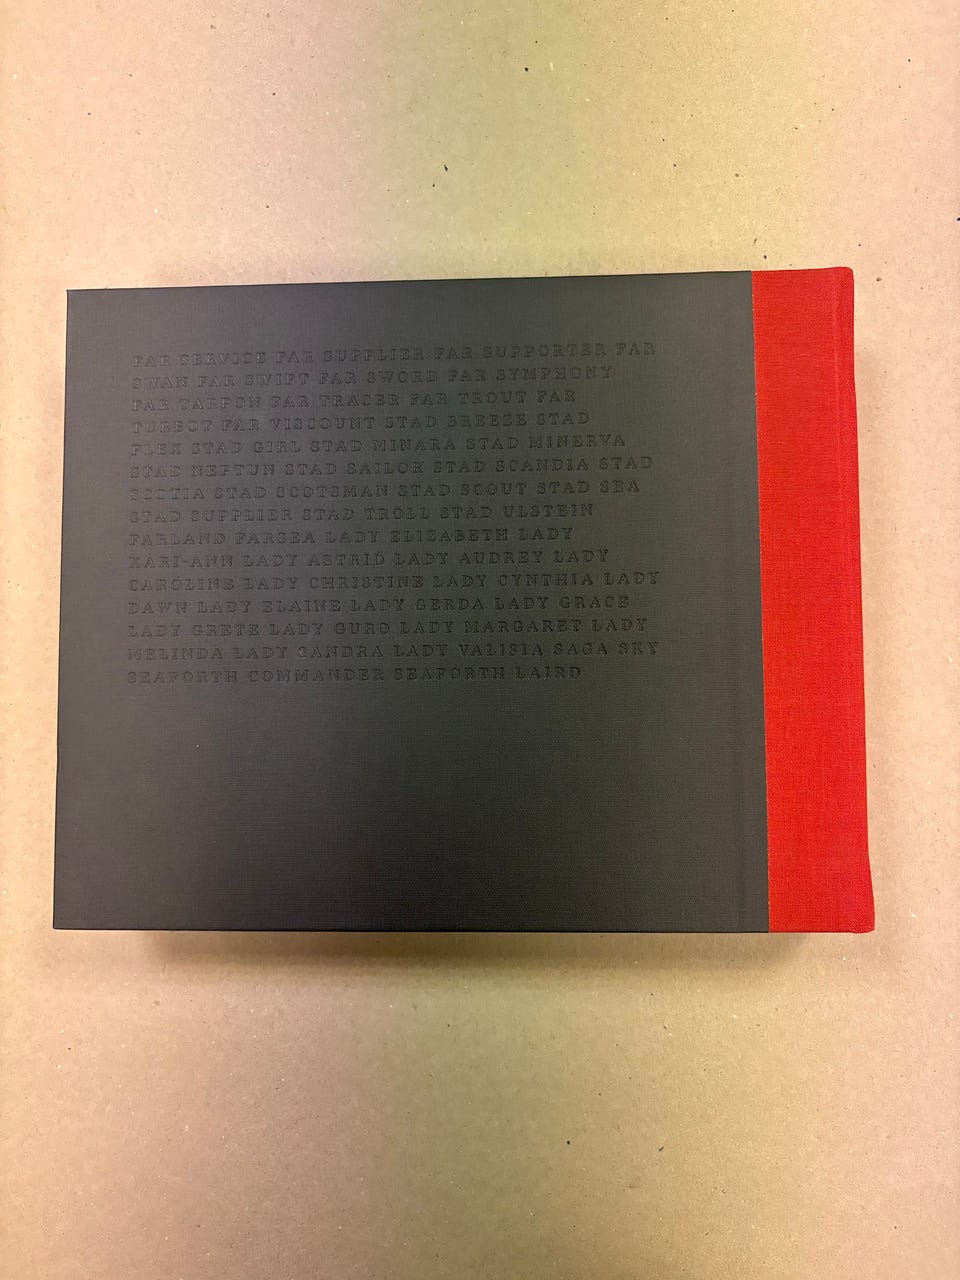 FAR SERVICE FAR SUPPLIER FAR SUPPORTER FAR
SWAN FAR SWIFT FAR SWORD FAR SYMPHONY
FAR TARPON FAR TRACER FAR TROUT FAR
TURBOT FAR VISCOUNT STAD BREEZE STAD
FLEX STAD GIRL STAD MINARA STAD MINERVA
STAD NEPTUN STAD SAILOR STAD SCANDIA STAD
SCOTIA STAD SCOTSMAN STAD SCOUT STAD SEA
STAD SUPPLIER STAD TROLL STAD ULSTEIN
FARLAND FARSEA LADY ELIZABETH LADY
KARI-ANN LADY ASTRID LADY AUDREY LADY
CAROLINE LADY CHRISTINE LADY CYNTHIA LADY
DAWN LADY ELAINE LADY GERDA LADY GRACE
LADY GRETE LADY GURO LADY MARGARET LADY
MELINDA LADY SANDRA LADY VALISIA SAGA SKY
SEAFORTH COMMANDER SEAFORTH LAIRD